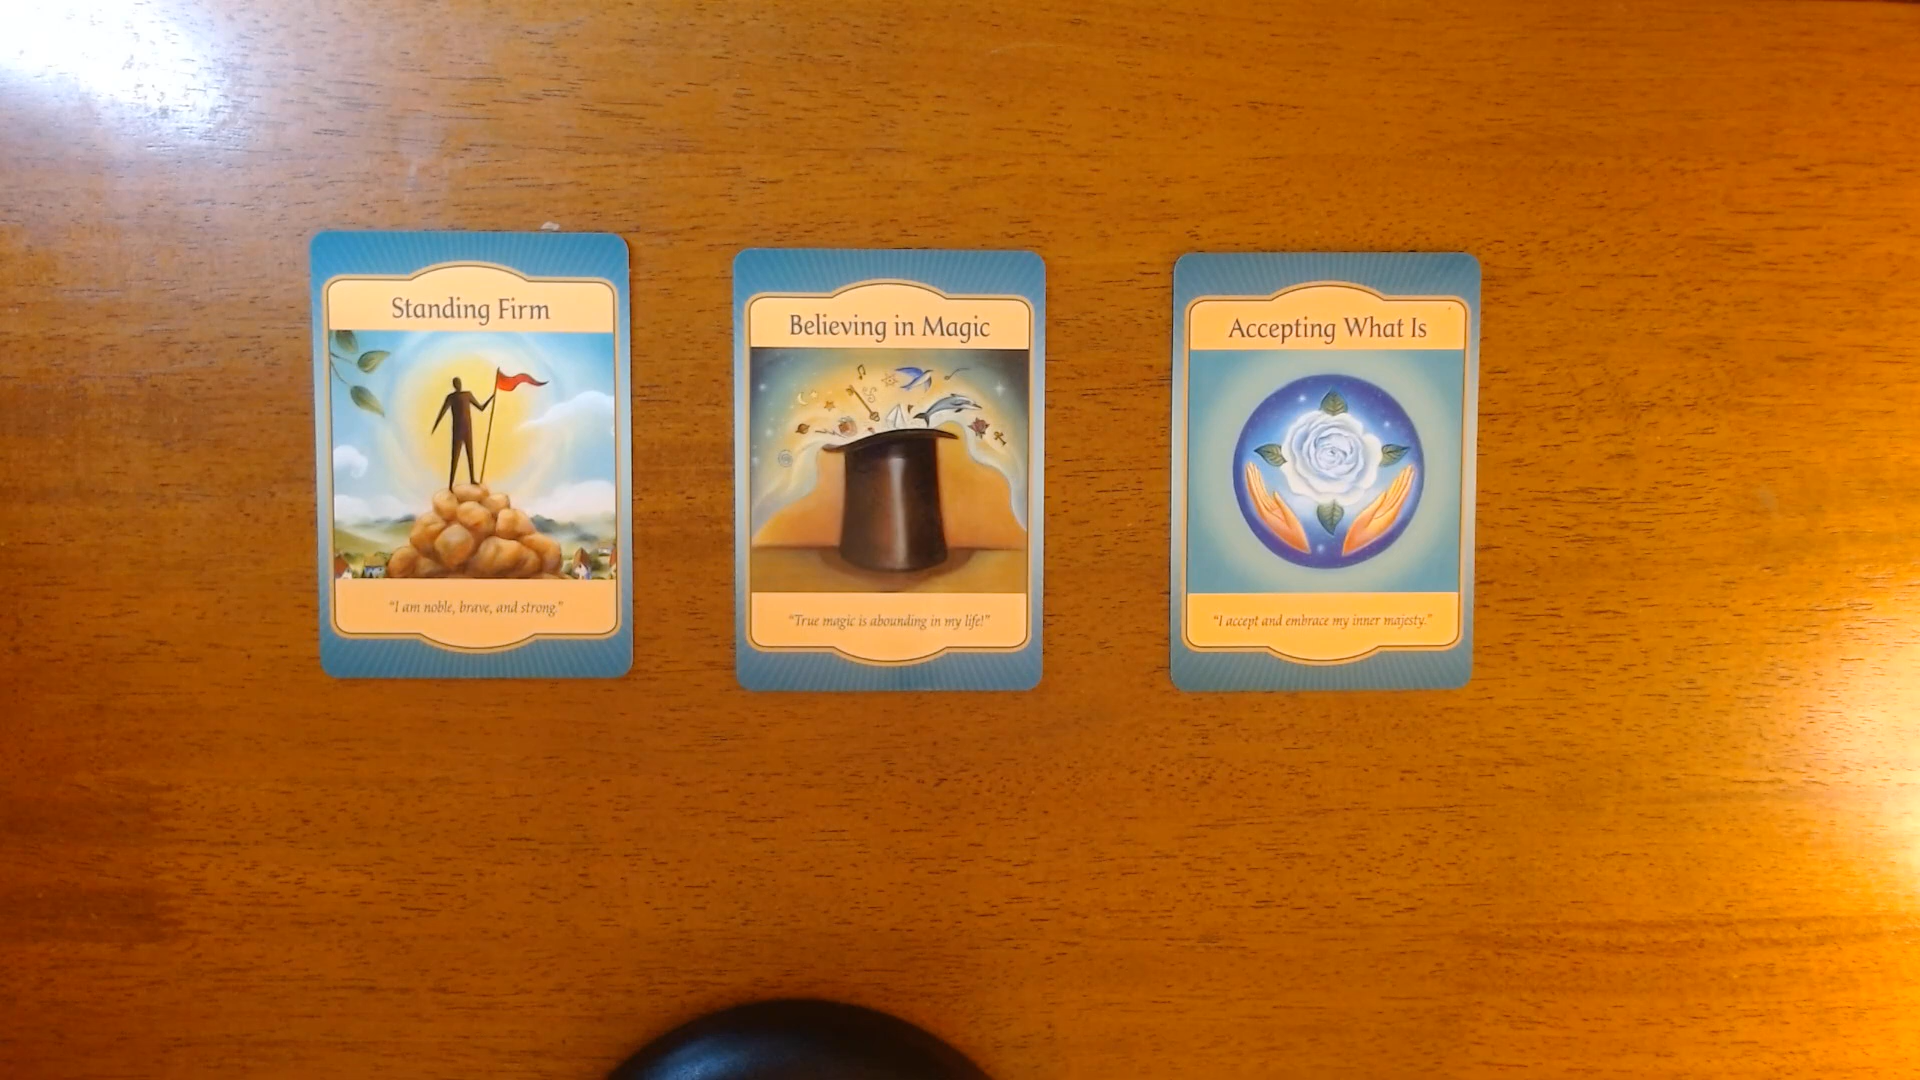 Standing Firm
"I am noble, brave, and strong."
Believing in Magic
"True magic is abounding in my life!"
Accepting What Is
"I accept and embrace my inner majesty."